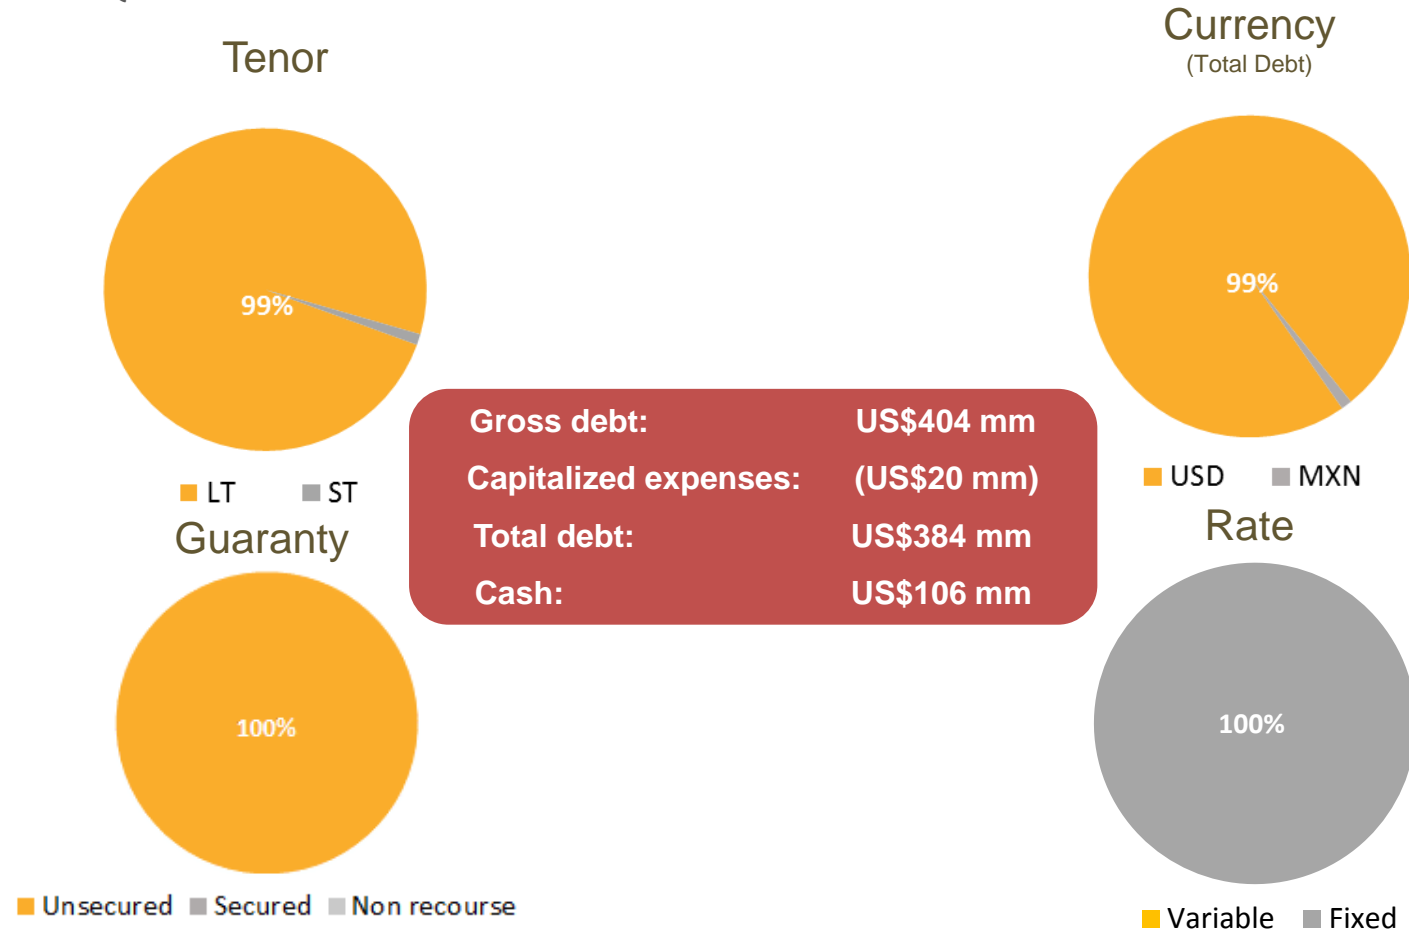 Tenor
99%
LT ST
Currency
(Total Debt)
99%
USD MXN
Gross debt: US$404 mm
Capitalized expenses: (US$20 mm)
Total debt: US$384 mm
Cash: US$106 mm
Guaranty
100%
Unsecured Secured Non recourse
Rate
100%
Variable Fixed